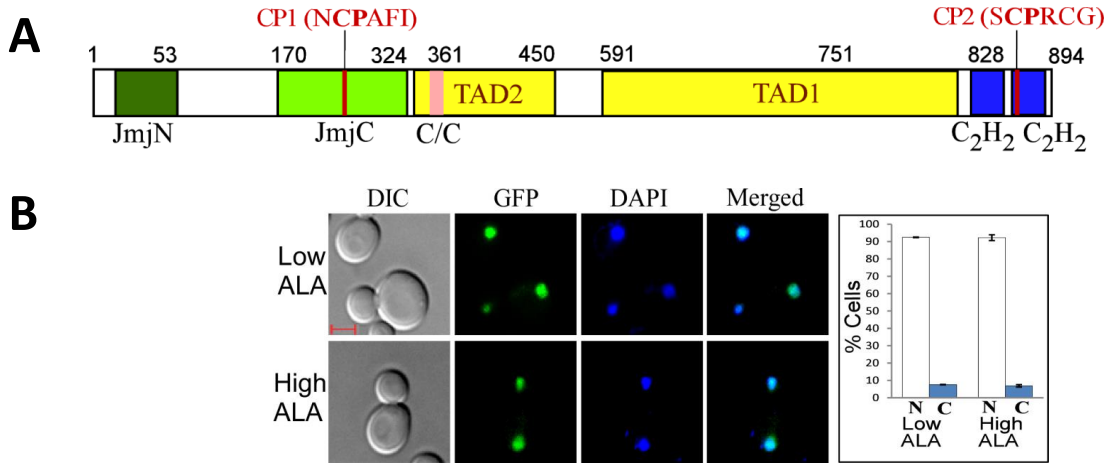 A
CP1 (NCPAFI)
CP2 (SCPRCG)
1 53 170 324 361 450 591 751 828 894
TAD2 TAD1
JmjN JmjC C/C C2H2 C2H2
B
DIC GFP DAPI Merged
Low
ALA
High
ALA
% Cells
100
90
80
70
60
50
40
30
20
10
0
N C N C
Low High
ALA ALA